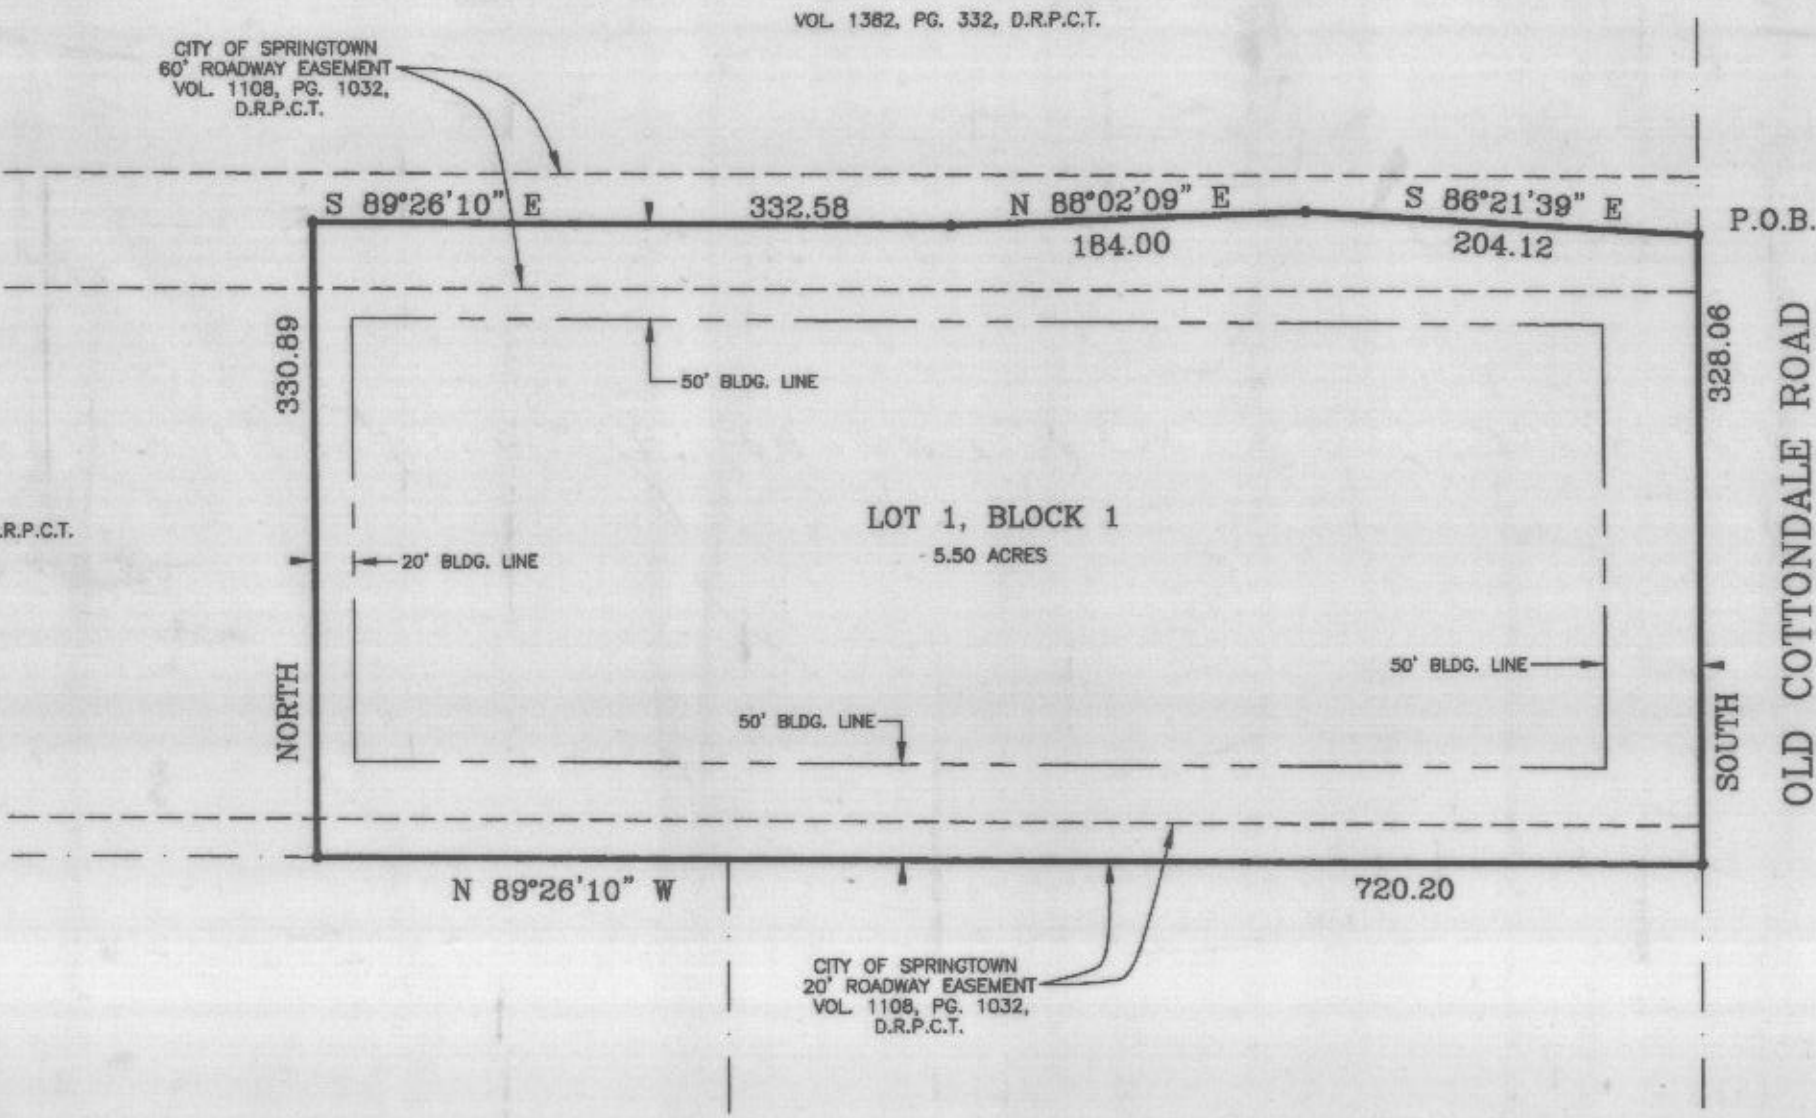 VOL. 1382, PG. 332, D.R.P.C.T.
CITY OF SPRINGTOWN
60' ROADWAY EASEMENT
VOL. 1108, PG. 1032,
D.R.P.C.T.
S 89°26'10" E
332.58
N 88°02'09" E
184.00
S 86°21'39" E
204.12
P.O.B.
330.89
NORTH
50' BLDG. LINE
328.06
SOUTH
OLD COTTONDALE ROAD
LOT 1, BLOCK 1
5.50 ACRES
.R.P.C.T.
20' BLDG. LINE
50' BLDG. LINE
50' BLDG. LINE
N 89°26'10" W
720.20
CITY OF SPRINGTOWN
20' ROADWAY EASEMENT
VOL. 1108, PG. 1032,
D.R.P.C.T.